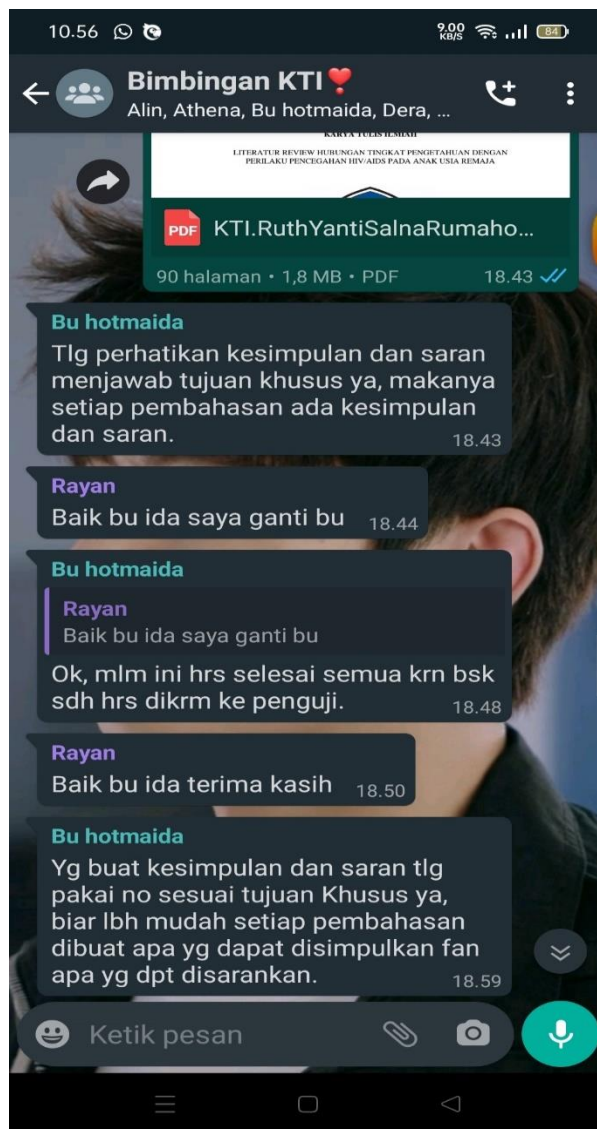 10.56
9.00
KB/S
84
Bimbingan KTI
Alin, Athena, Bu hotmaida, Dera, ...
KARYA TULIS ILMIAH
LITERATUR REVIEW HUBUNGAN TINGKAT PENGETAHUAN DENGAN
PERILAKU PENCEGAHAN HIV/AIDS PADA ANAK USIA REMAJA
PDF
KTI.RuthYantiSalnaRumaho...
90 halaman • 1,8 MB • PDF
18.43
Bu hotmaida
Tlg perhatikan kesimpulan dan saran
menjawab tujuan khusus ya, makanya
setiap pembahasan ada kesimpulan
dan saran.
18.43
Rayan
Baik bu ida saya ganti bu
18.44
Bu hotmaida
Rayan
Baik bu ida saya ganti bu
Ok, mlm ini hrs selesai semua krn bsk
sdh hrs dikrm ke penguji.
18.48
Rayan
Baik bu ida terima kasih
18.50
Bu hotmaida
Yg buat kesimpulan dan saran tlg
pakai no sesuai tujuan Khusus ya,
biar lbh mudah setiap pembahasan
dibuat apa yg dapat disimpulkan fan
apa yg dpt disarankan.
18.59
Ketik pesan